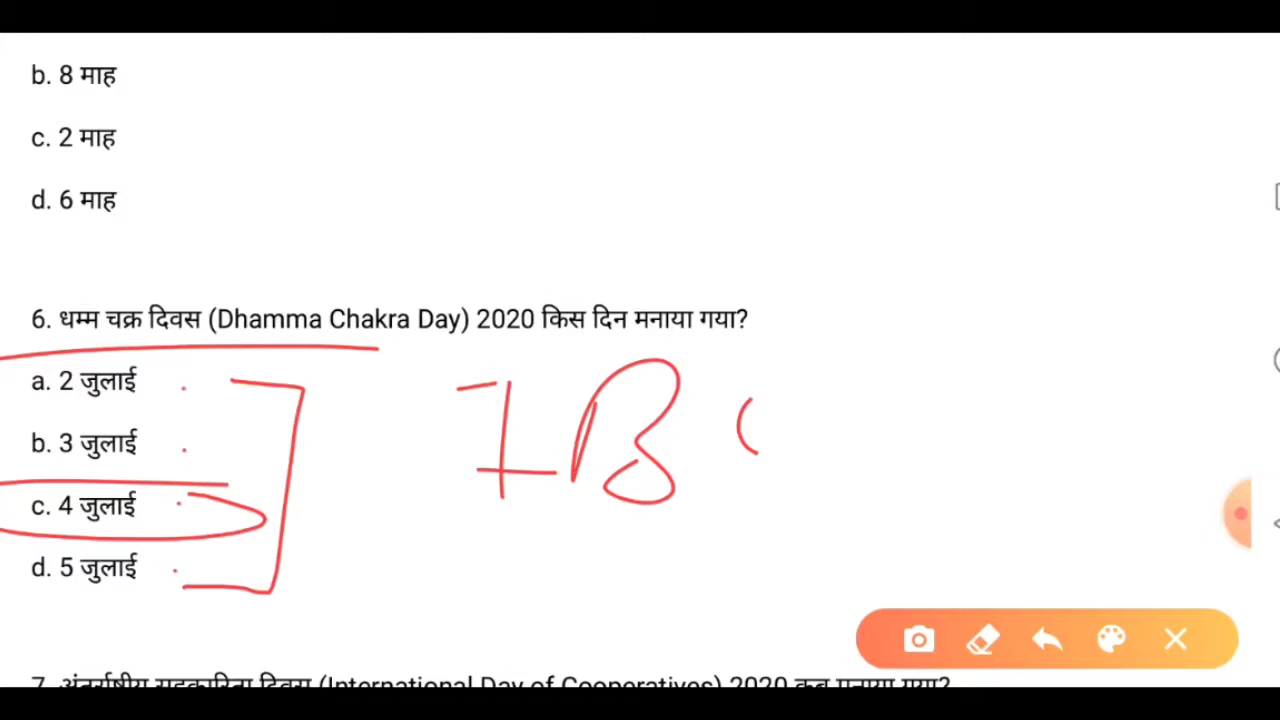 b. 8 माह
c. 2 माह
d. 6 माह
6. धम्म चक्र दिवस (Dhamma Chakra Day) 2020 किस दिन मनाया गया?
a. 2 जुलाई
b. 3 जुलाई
c. 4 जुलाई
d. 5 जुलाई
IB (
7. अंतर्राष्ट्रीय सहकारिता दिवस (International Day of Cooperatives) 2020 कब मनाया गया?